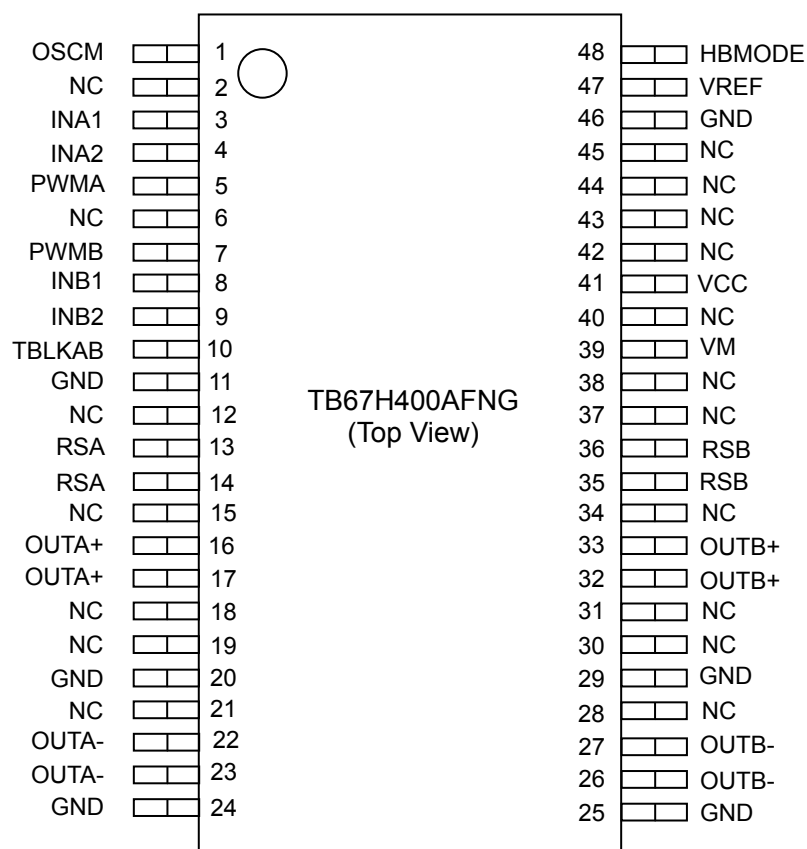 OSCM 1 48 HBMODE
NC 2 47 VREF
INA1 3 46 GND
INA2 4 45 NC
PWMA 5 44 NC
NC 6 43 NC
PWMB 7 42 NC
INB1 8 41 VCC
INB2 9 40 NC
TBLKAB 10 39 VM
GND 11 38 NC
NC 12 37 NC
TB67H400AFNG
(Top View)
RSA 13 36 RSB
RSA 14 35 RSB
NC 15 34 NC
OUTA+ 16 33 OUTB+
OUTA+ 17 32 OUTB+
NC 18 31 NC
NC 19 30 NC
GND 20 29 GND
NC 21 28 NC
OUTA- 22 27 OUTB-
OUTA- 23 26 OUTB-
GND 24 25 GND